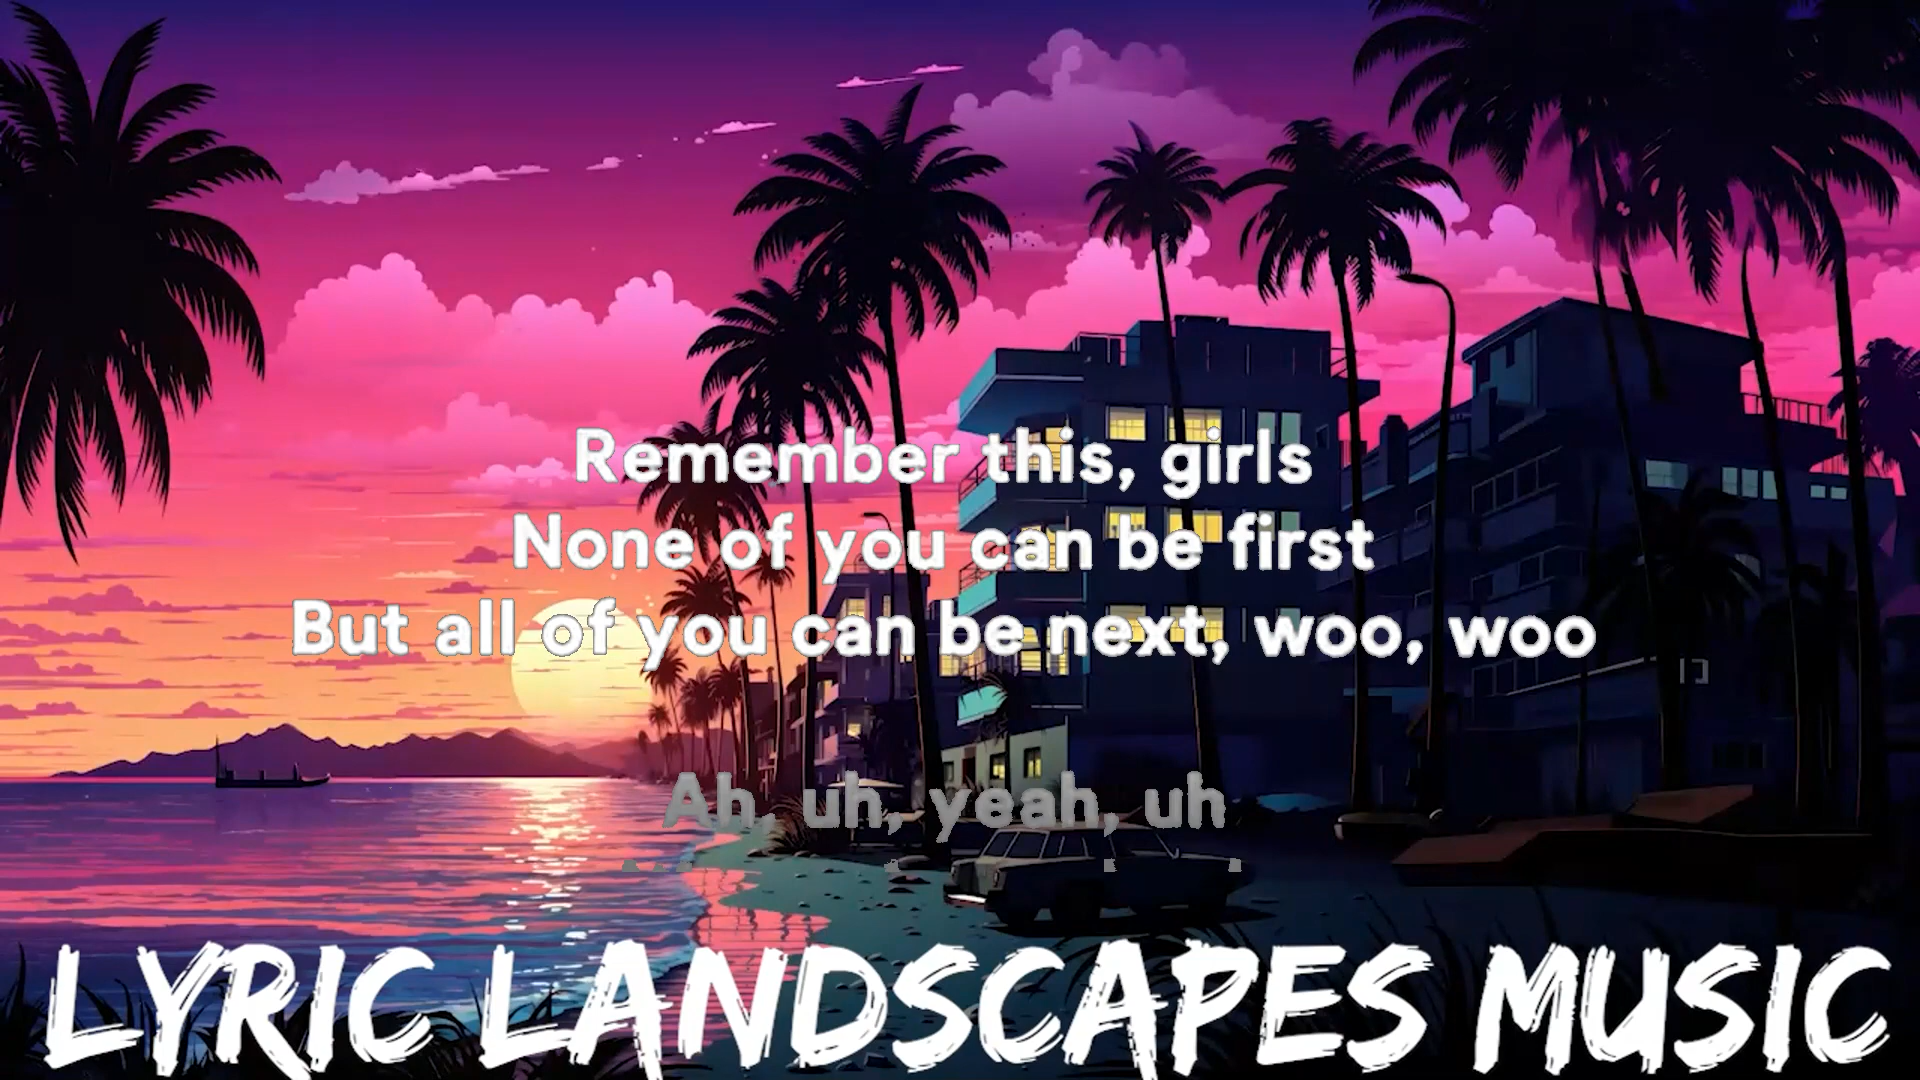 Remember this, girls
None of you can be first
But all of you can be next, woo, woo
Ah, uh, yeah, uh
LYRIC LANDSCAPES MUSIC